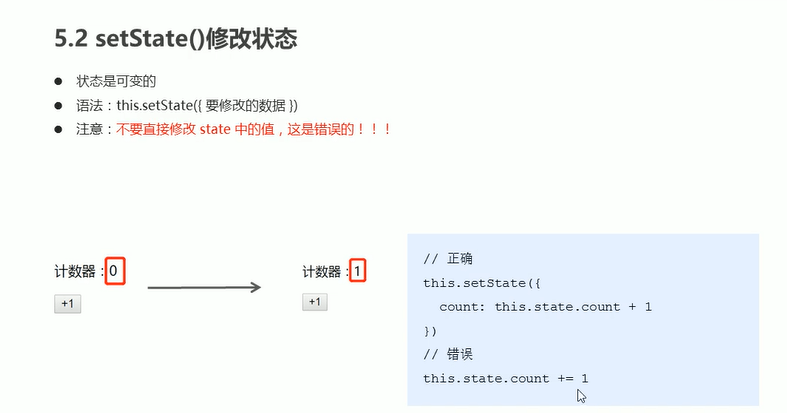 5.2 setState()修改状态
● 状态是可变的
● 语法：this.setState({ 要修改的数据 })
● 注意：不要直接修改 state 中的值，这是错误的！！！
计数器：0
+1
计数器：1
+1
// 正确
this.setState({
  count: this.state.count + 1
})
// 错误
this.state.count += 1